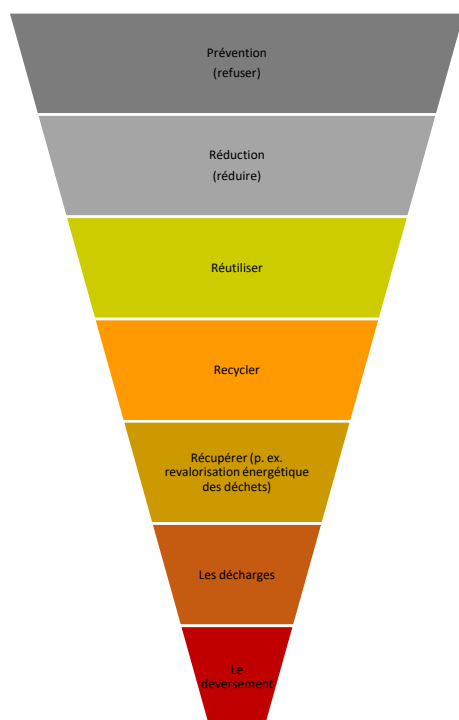 Prévention
(refuser)
Réduction
(réduire)
Réutiliser
Recycler
Récupérer (p. ex.
revalorisation énergétique
des déchets)
Les décharges
Le
déversement